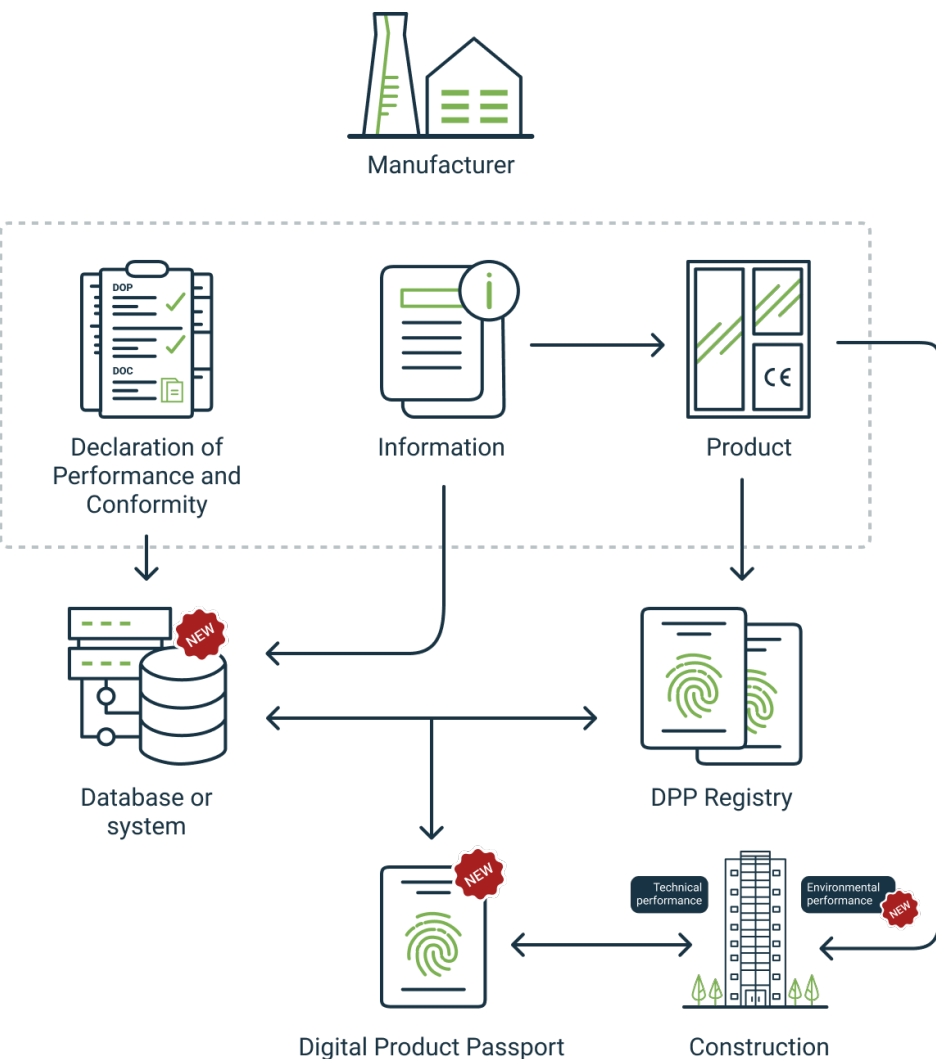 Manufacturer
DOP
DOC
CE
Declaration of
Performance and
Conformity
Information
Product
NEW
Database or
system
DPP Registry
NEW
Technical
performance
Environmental
performance
NEW
Digital Product Passport
Construction